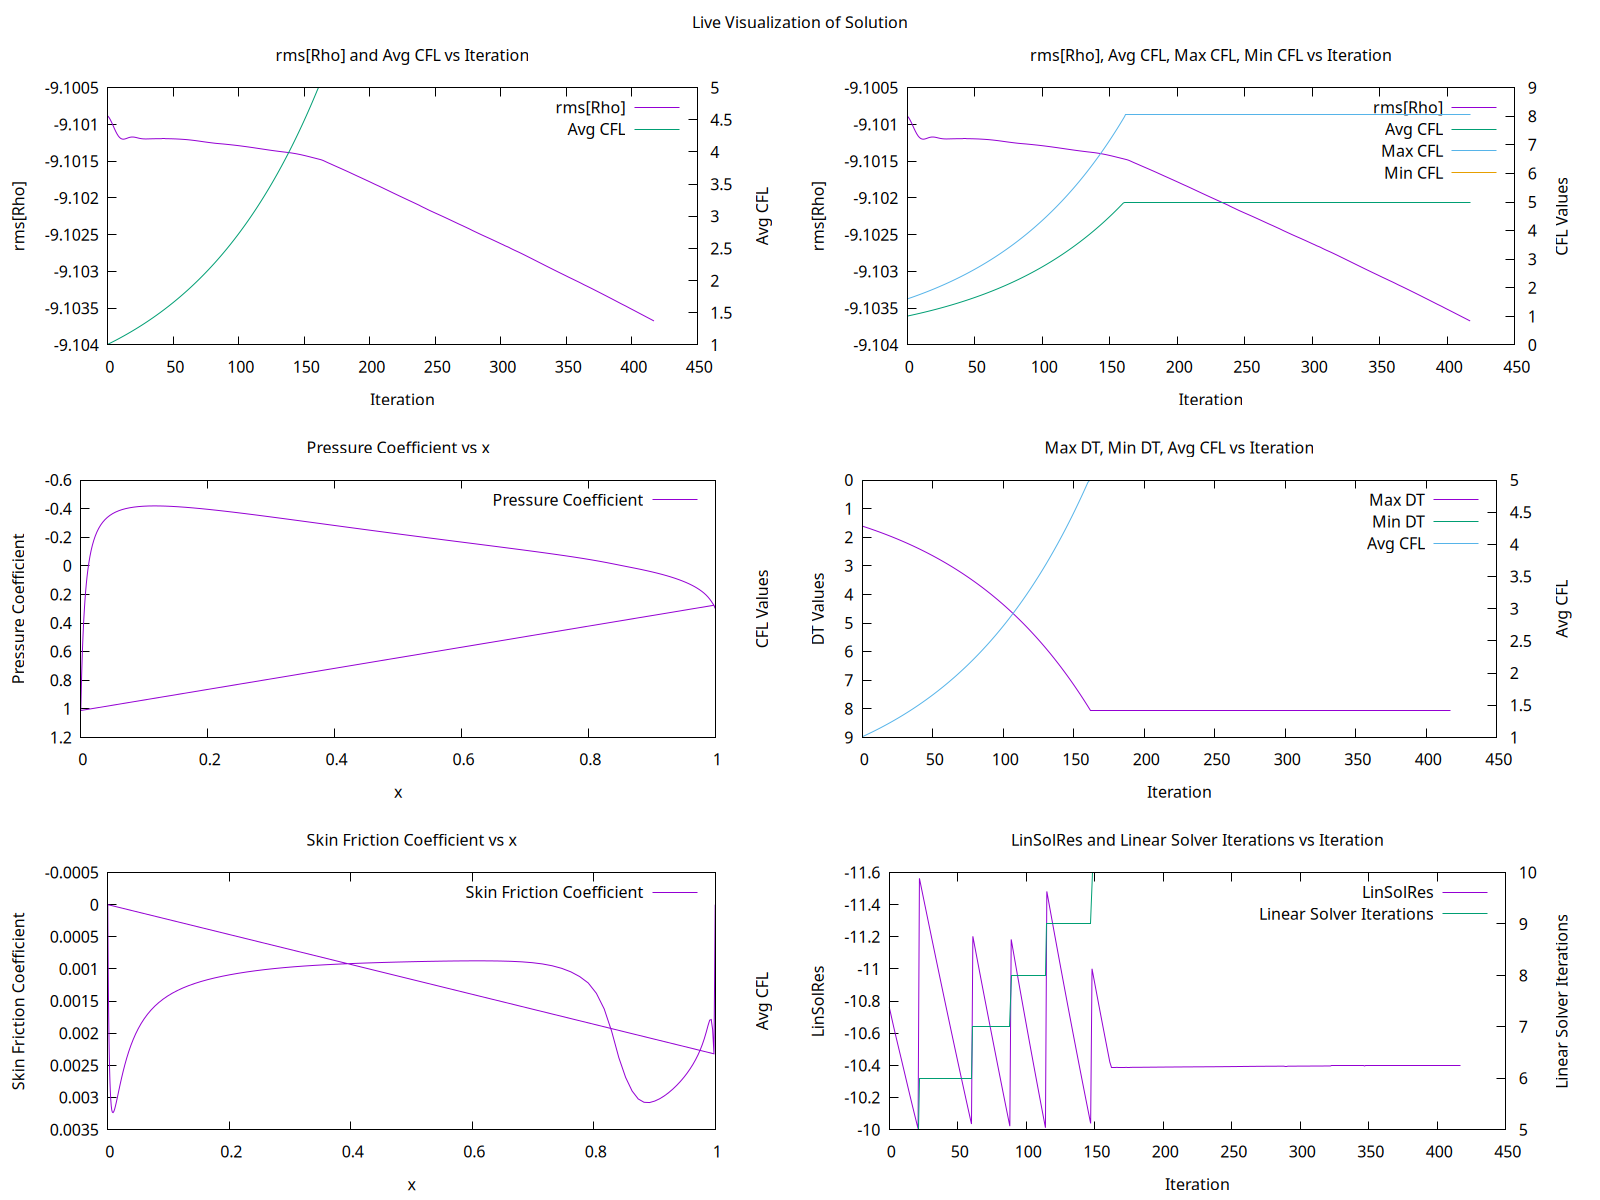 Live Visualization of Solution
rms[Rho] and Avg CFL vs Iteration
rms[Rho]
Avg CFL
-9.1005
-9.101
-9.1015
-9.102
-9.1025
-9.103
-9.1035
-9.104
rms[Rho]
5
4.5
4
3.5
3
2.5
2
1.5
1
Avg CFL
0 50 100 150 200 250 300 350 400 450
Iteration
rms[Rho], Avg CFL, Max CFL, Min CFL vs Iteration
rms[Rho]
Avg CFL
Max CFL
Min CFL
-9.1005
-9.101
-9.1015
-9.102
-9.1025
-9.103
-9.1035
-9.104
rms[Rho]
9
8
7
6
5
4
3
2
1
0
CFL Values
0 50 100 150 200 250 300 350 400 450
Iteration
Pressure Coefficient vs x
Pressure Coefficient
-0.6
-0.4
-0.2
0
0.2
0.4
0.6
0.8
1
1.2
Pressure Coefficient
CFL Values
0 0.2 0.4 0.6 0.8 1
x
Max DT, Min DT, Avg CFL vs Iteration
Max DT
Min DT
Avg CFL
0
1
2
3
4
5
6
7
8
9
DT Values
5
4.5
4
3.5
3
2.5
2
1.5
1
Avg CFL
0 50 100 150 200 250 300 350 400 450
Iteration
Skin Friction Coefficient vs x
Skin Friction Coefficient
-0.0005
0
0.0005
0.001
0.0015
0.002
0.0025
0.003
0.0035
Skin Friction Coefficient
Avg CFL
0 0.2 0.4 0.6 0.8 1
x
LinSolRes and Linear Solver Iterations vs Iteration
LinSolRes
Linear Solver Iterations
-11.6
-11.4
-11.2
-11
-10.8
-10.6
-10.4
-10.2
-10
LinSolRes
10
9
8
7
6
5
Linear Solver Iterations
0 50 100 150 200 250 300 350 400 450
Iteration